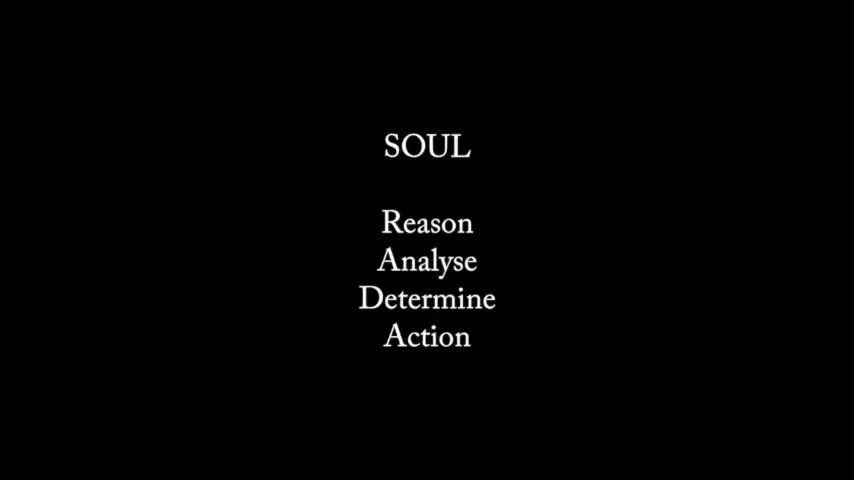 SOUL
Reason
Analyse
Determine
Action